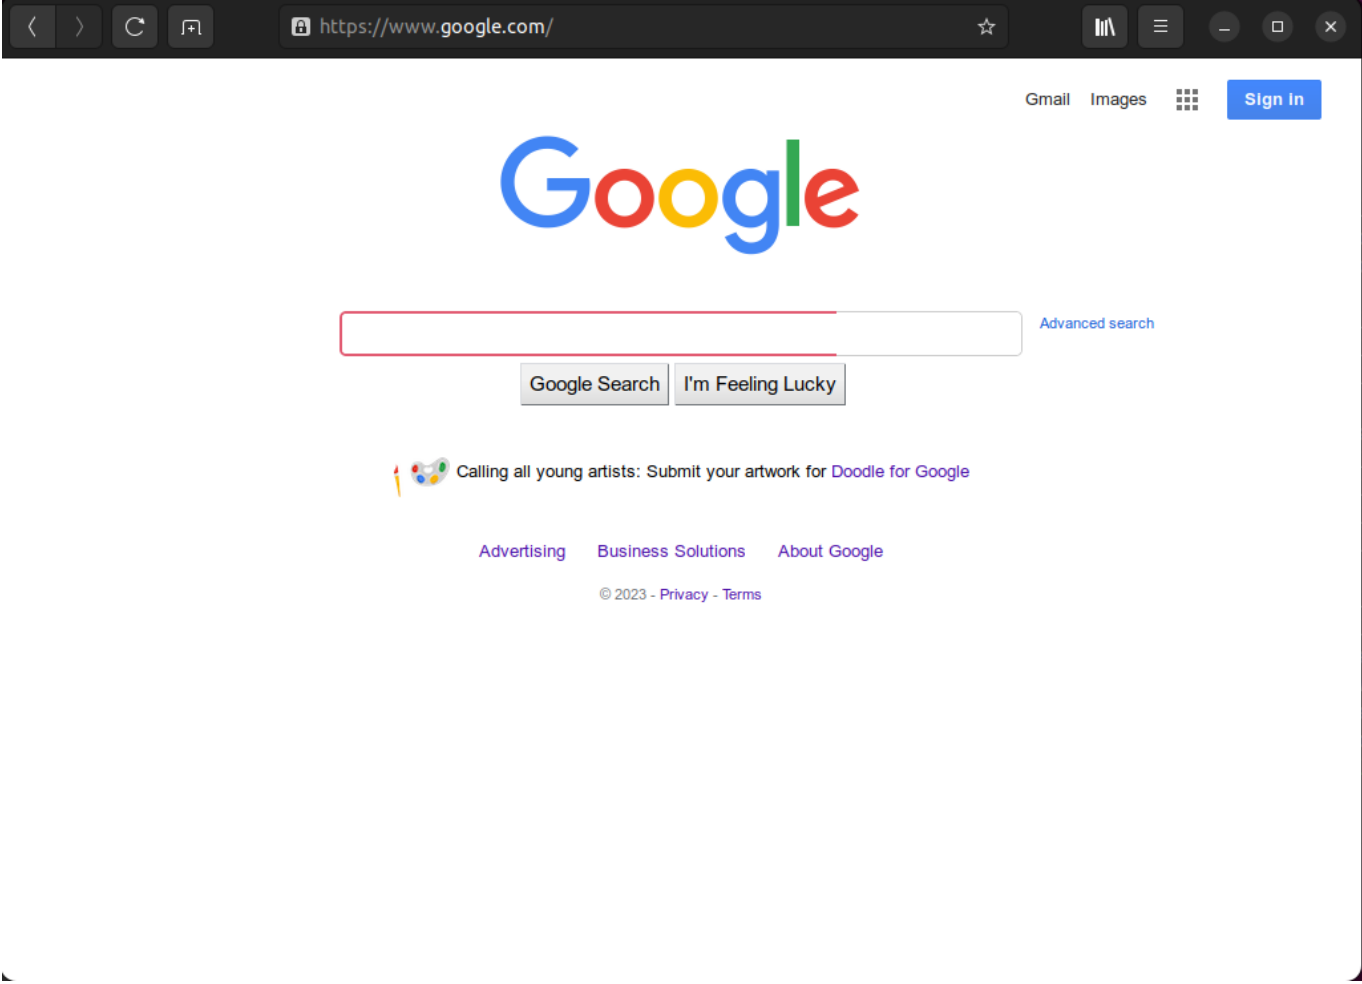 https://www.google.com/
Gmail Images Sign in
Google
Advanced search
Google Search I'm Feeling Lucky
Calling all young artists: Submit your artwork for Doodle for Google
Advertising Business Solutions About Google
© 2023 - Privacy - Terms